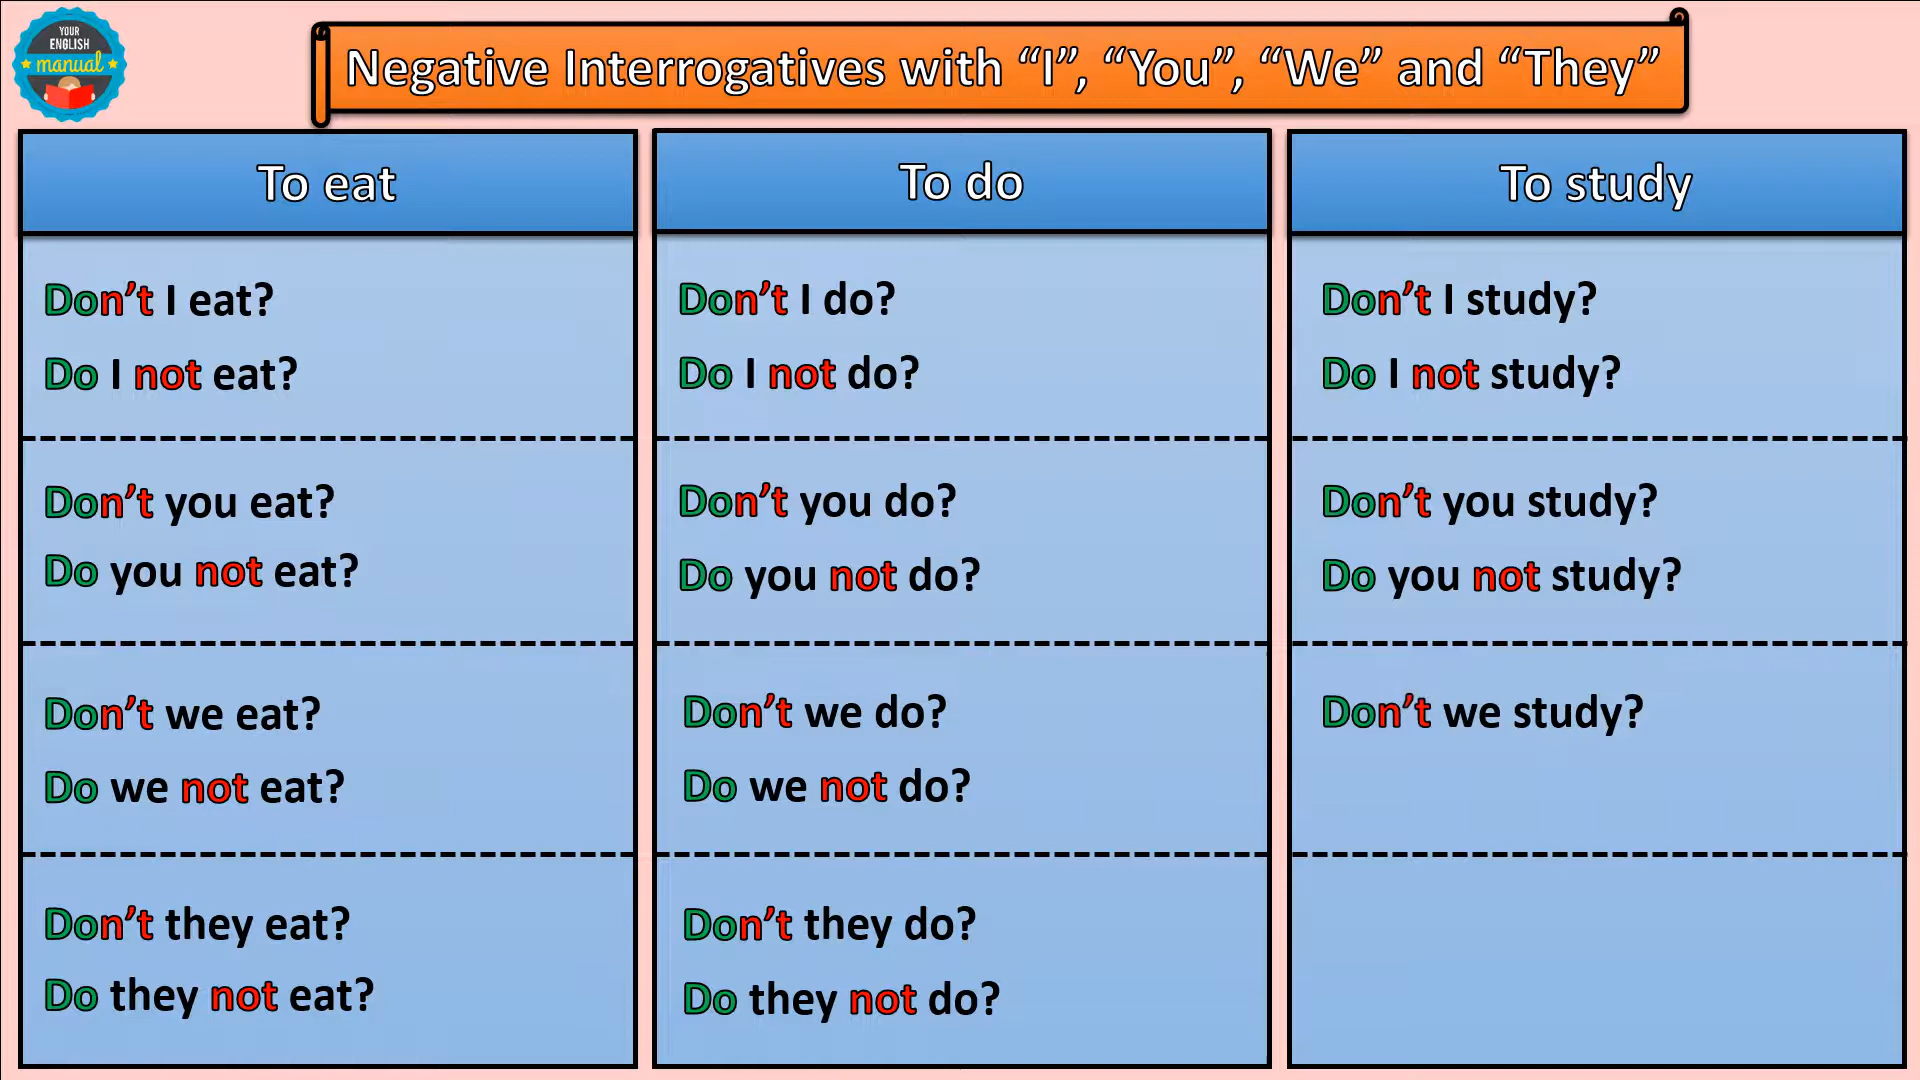 YOUR
ENGLISH
manual
Negative Interrogatives with “I”, “You”, “We” and “They”
To eat
Don’t I eat?
Do I not eat?
Don’t you eat?
Do you not eat?
Don’t we eat?
Do we not eat?
Don’t they eat?
Do they not eat?
To do
Don’t I do?
Do I not do?
Don’t you do?
Do you not do?
Don’t we do?
Do we not do?
Don’t they do?
Do they not do?
To study
Don’t I study?
Do I not study?
Don’t you study?
Do you not study?
Don’t we study?